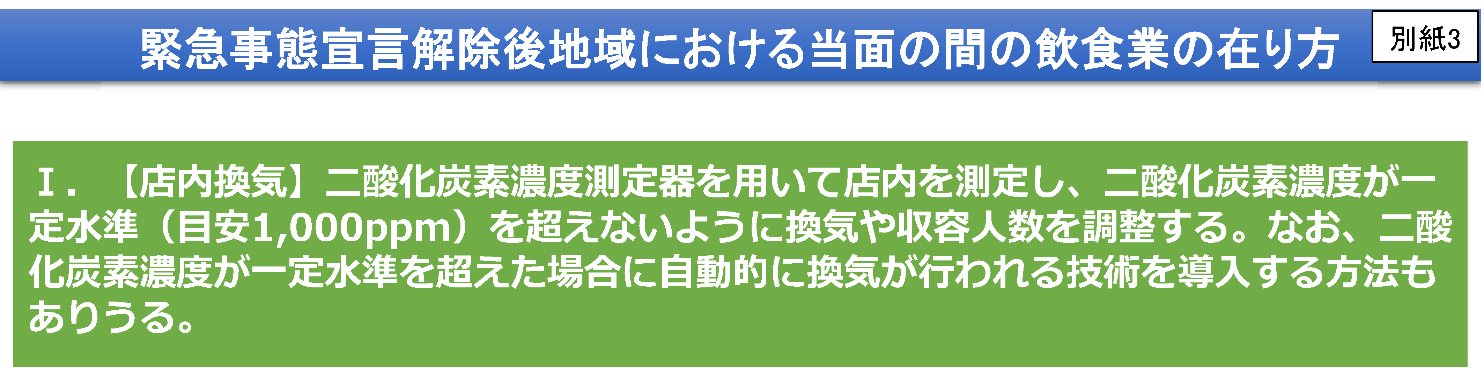 緊急事態宣言解除後地域における当面の間の飲食業の在り方
別紙3
Ⅰ．【店内換気】二酸化炭素濃度測定器を用いて店内を測定し、二酸化炭素濃度が一
定水準（目安1,000ppm）を超えないように換気や収容人数を調整する。なお、二酸
化炭素濃度が一定水準を超えた場合に自動的に換気が行われる技術を導入する方法も
ありうる。